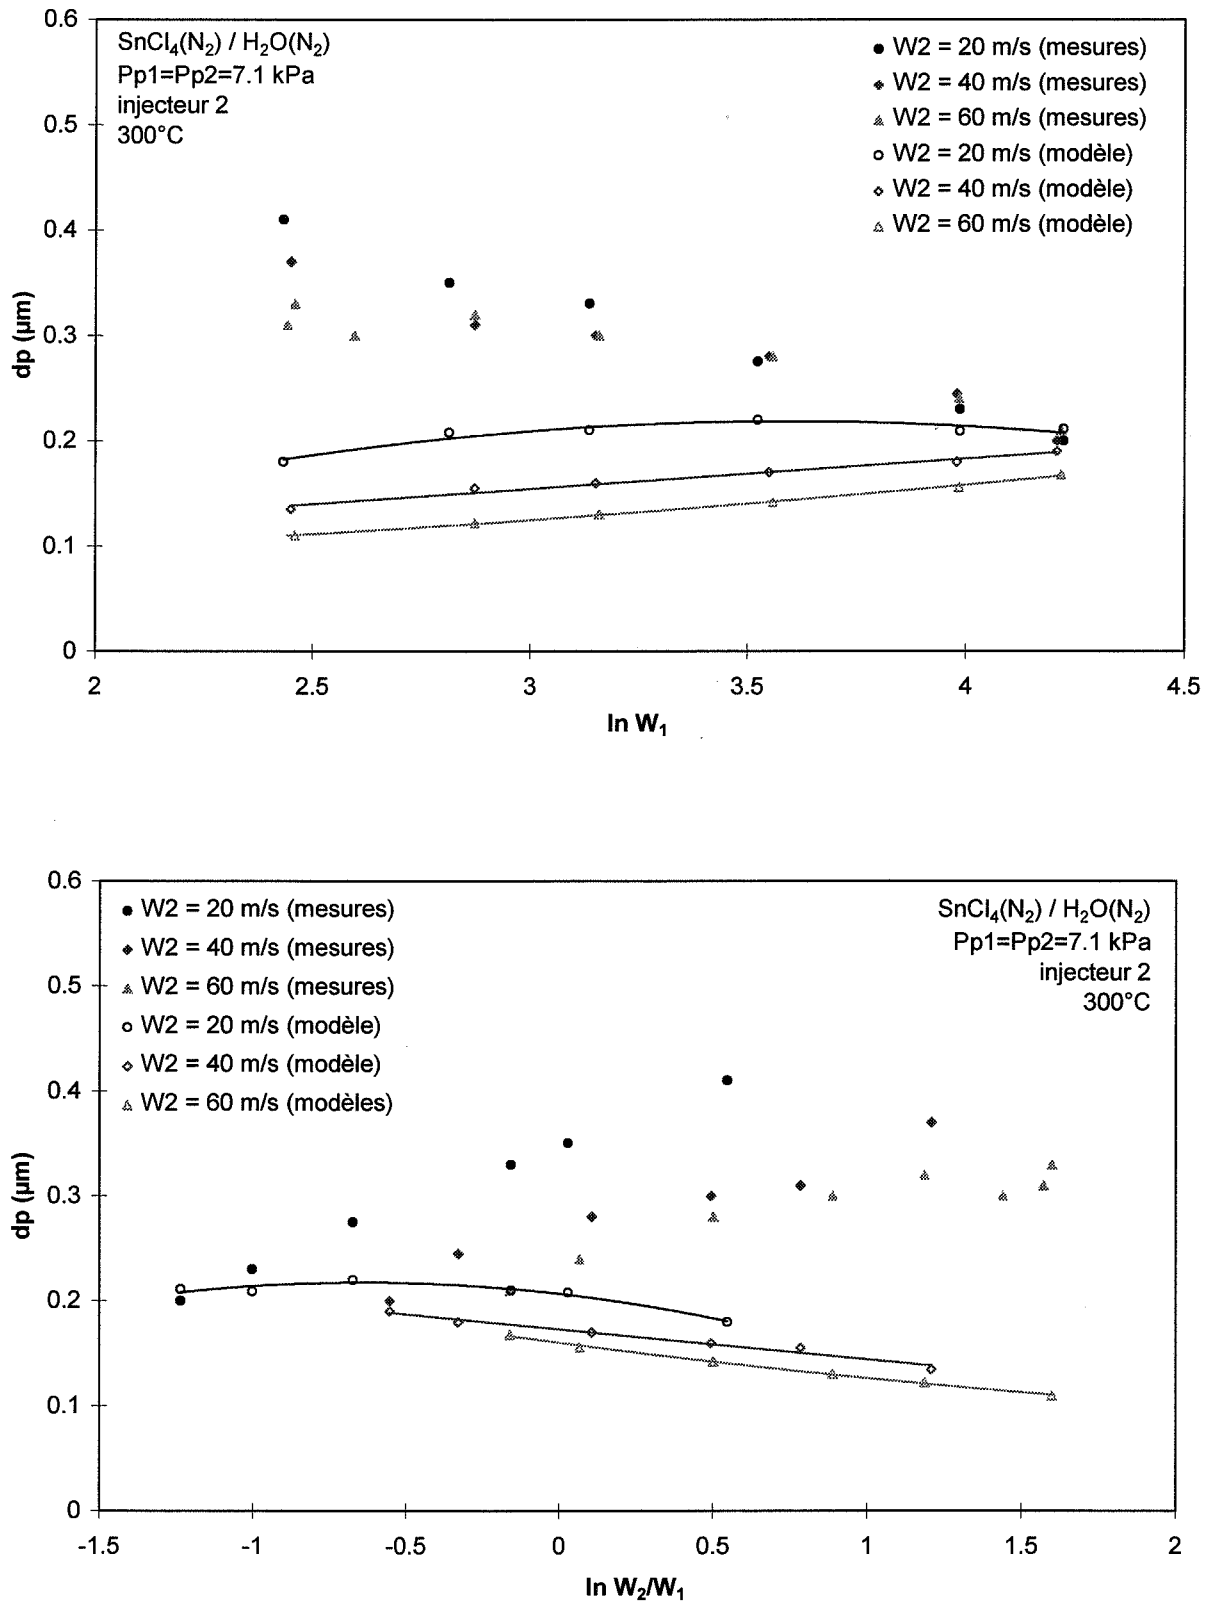 SnCl₄(N₂) / H₂O(N₂)
Pp1=Pp2=7.1 kPa
injecteur 2
300°C
W2 = 20 m/s (mesures)
W2 = 40 m/s (mesures)
W2 = 60 m/s (mesures)
W2 = 20 m/s (modèle)
W2 = 40 m/s (modèle)
W2 = 60 m/s (modèle)
dp (µm)
0.6
0.5
0.4
0.3
0.2
0.1
0
2
2.5
3
3.5
4
4.5
ln W₁
W2 = 20 m/s (mesures)
W2 = 40 m/s (mesures)
W2 = 60 m/s (mesures)
W2 = 20 m/s (modèle)
W2 = 40 m/s (modèle)
W2 = 60 m/s (modèles)
SnCl₄(N₂) / H₂O(N₂)
Pp1=Pp2=7.1 kPa
injecteur 2
300°C
dp (µm)
0.6
0.5
0.4
0.3
0.2
0.1
0
-1.5
-1
-0.5
0
0.5
1
1.5
2
ln W₂/W₁